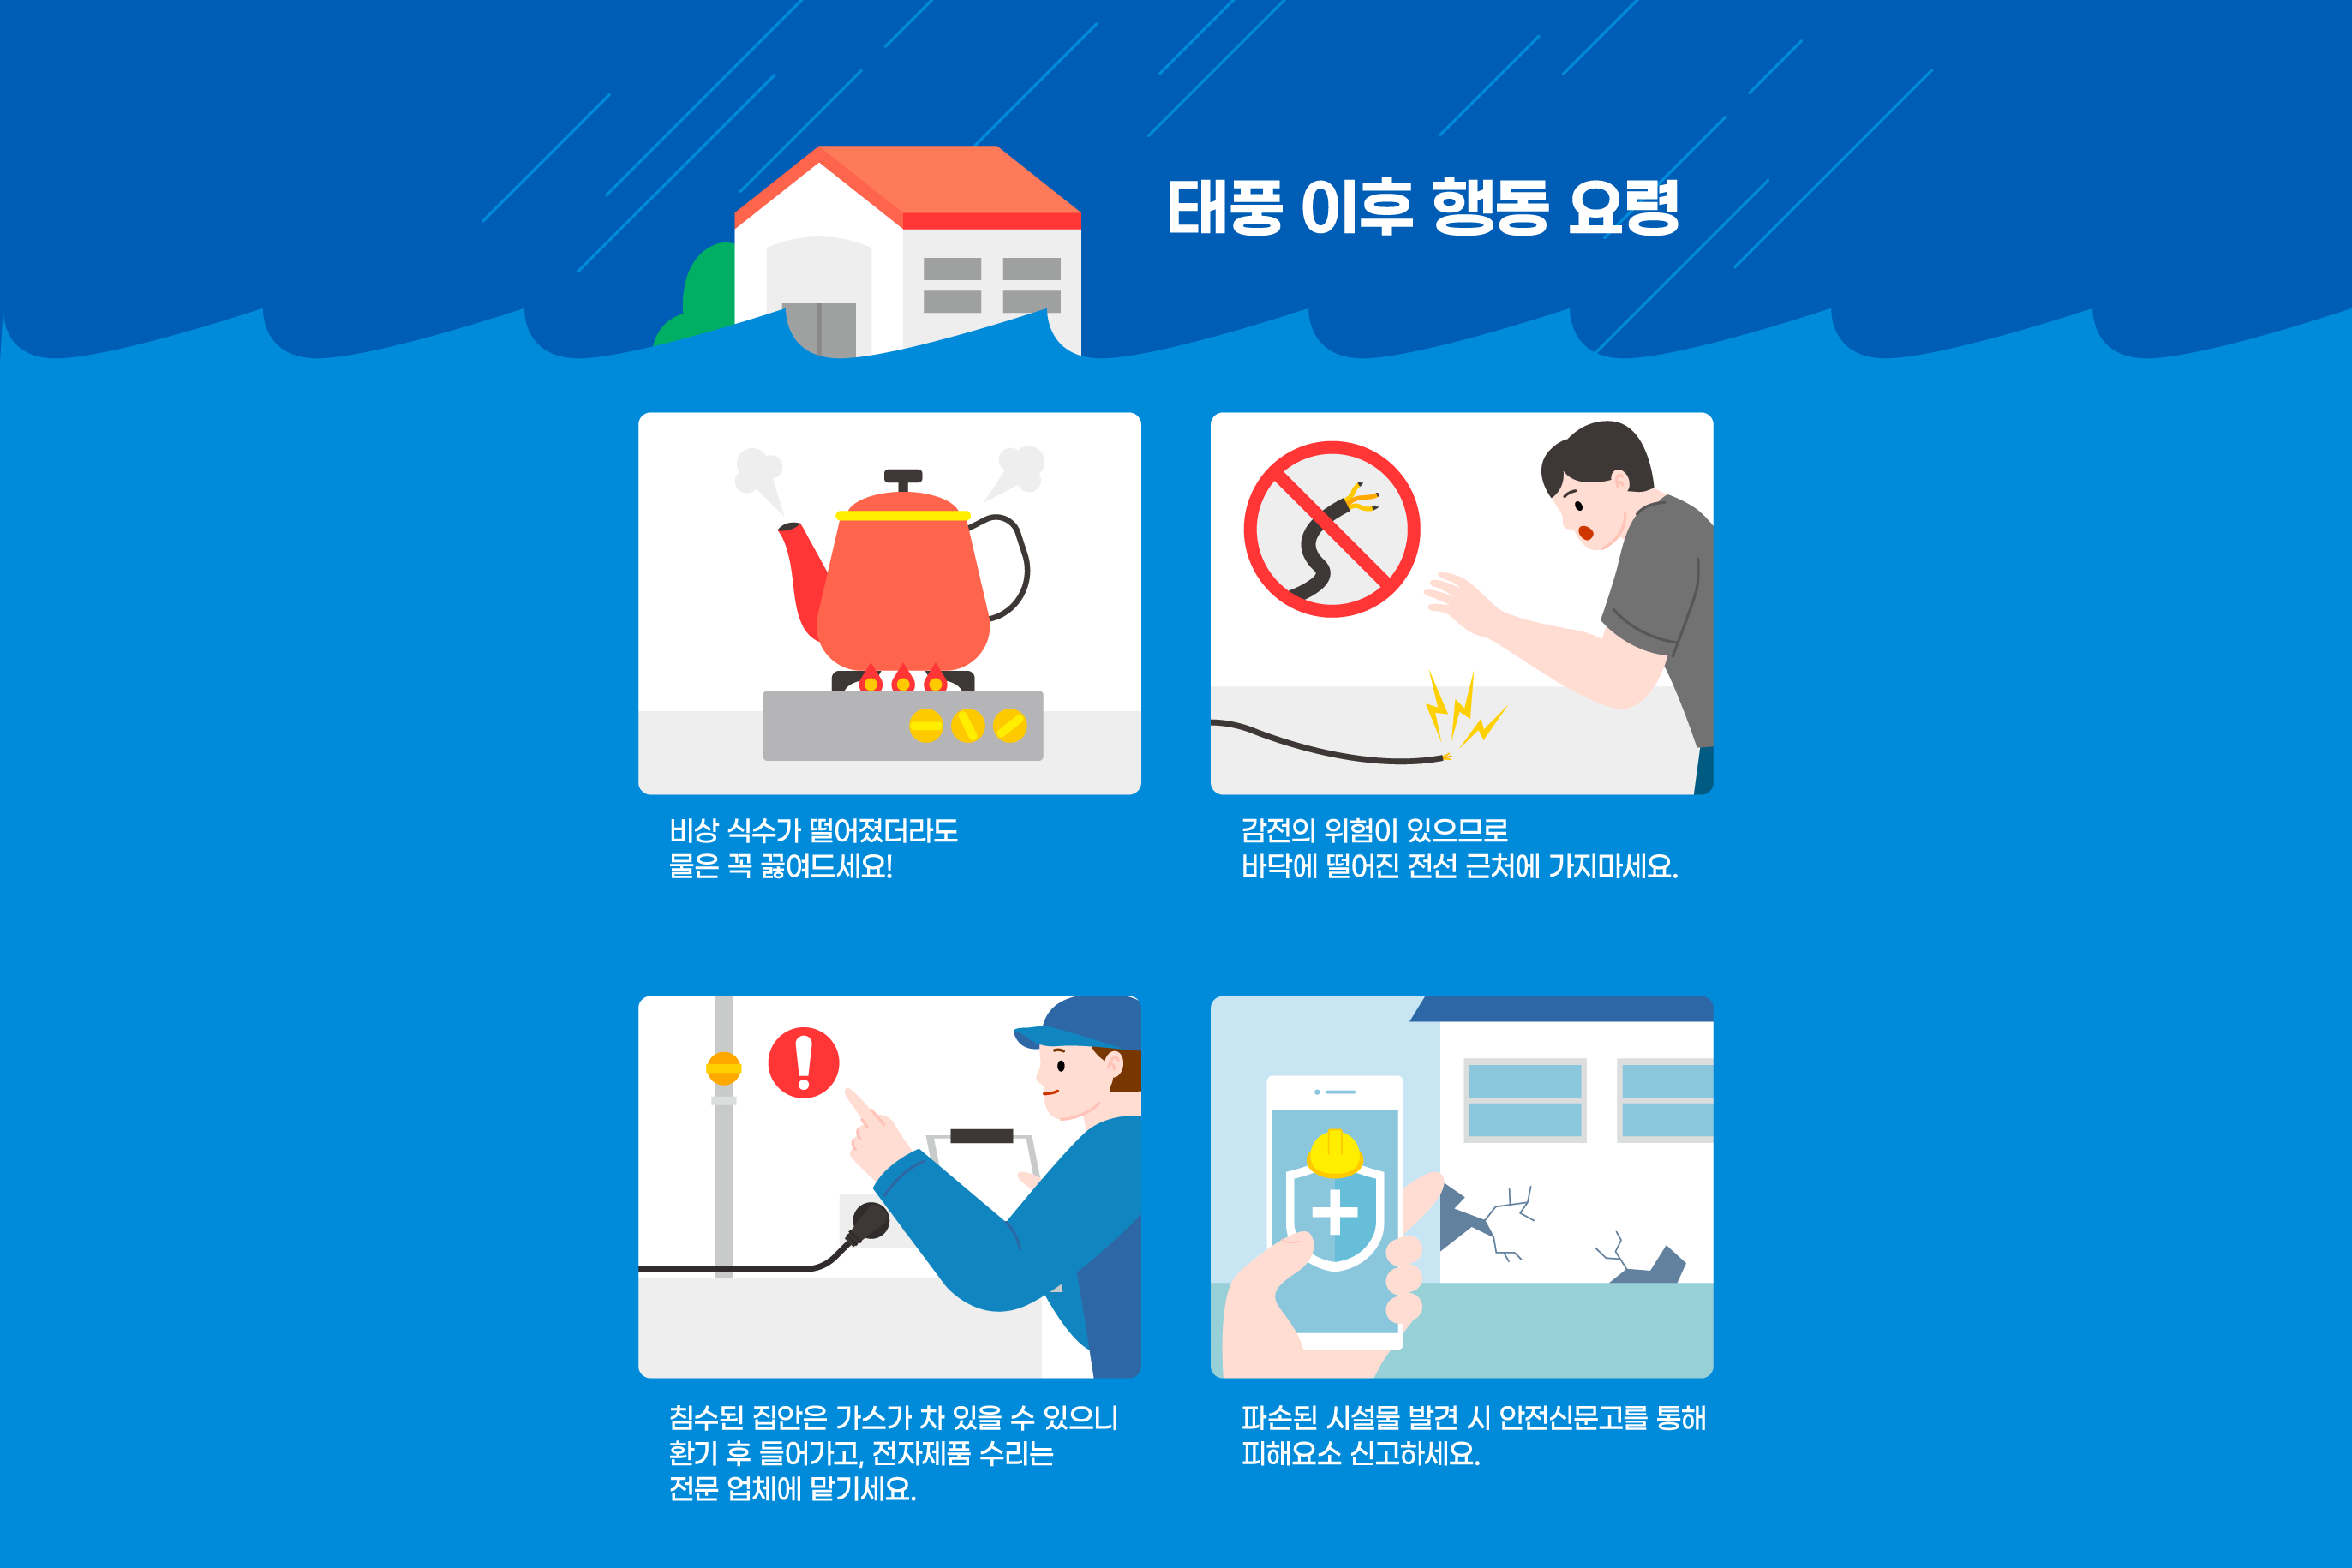 태풍 이후 행동 요령
비상 식수가 떨어졌더라도
물은 꼭 끓여드세요!
감전의 위험이 있으므로
바닥에 떨어진 전선 근처에 가지마세요.
침수된 집안은 가스가 차 있을 수 있으니
환기 후 들어가고, 전자제품 수리는
전문 업체에 맡기세요.
파손된 시설물 발견 시 안전신문고를 통해
피해요소 신고하세요.